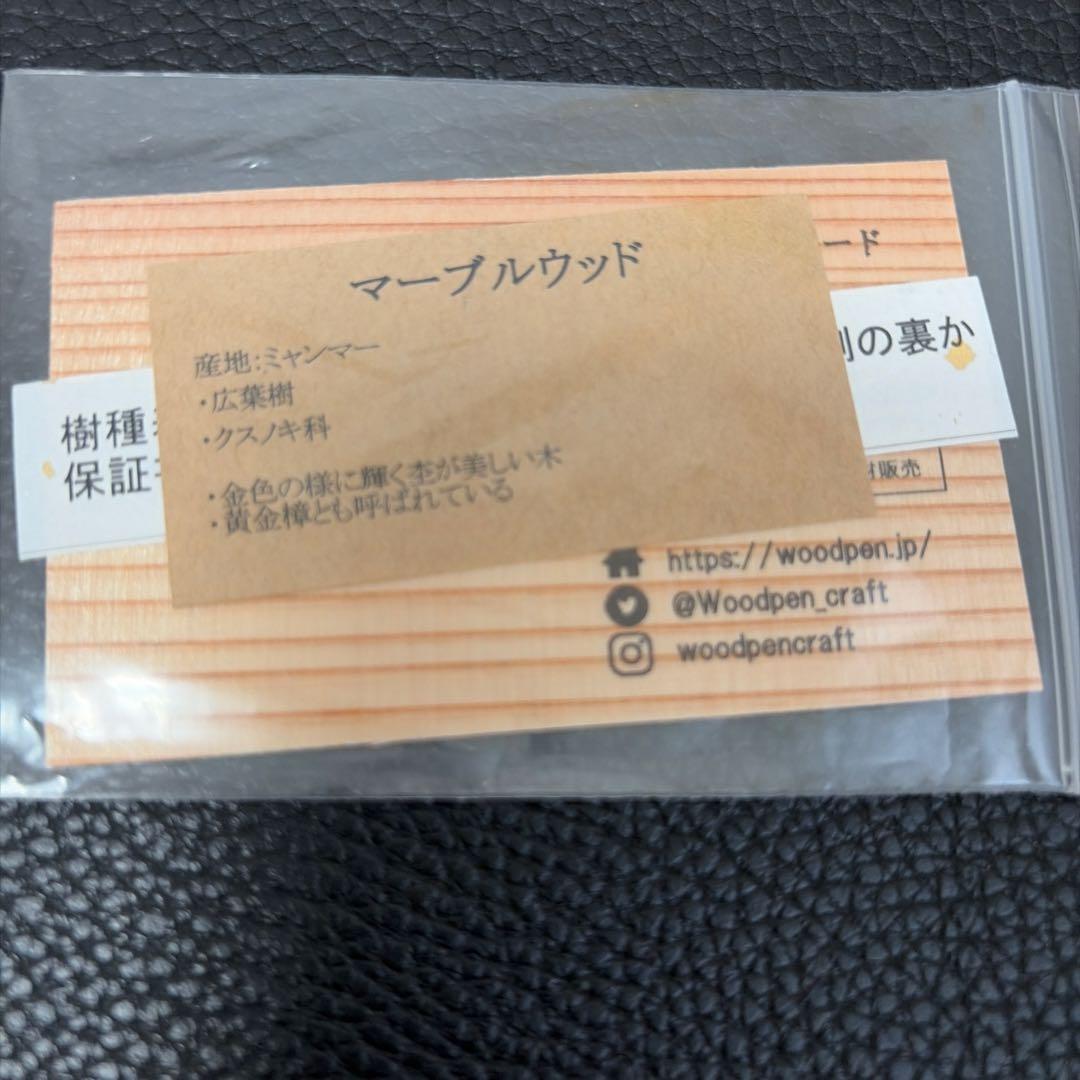 マーブルウッド
産地:ミャンマー
・広葉樹
・クスノキ科
・金色の様に輝く杢が美しい木
・黄金樟とも呼ばれている
ード
の裏か
樹種
保証
材販売
https://woodpen.jp/
@Woodpen_craft
woodpencraft